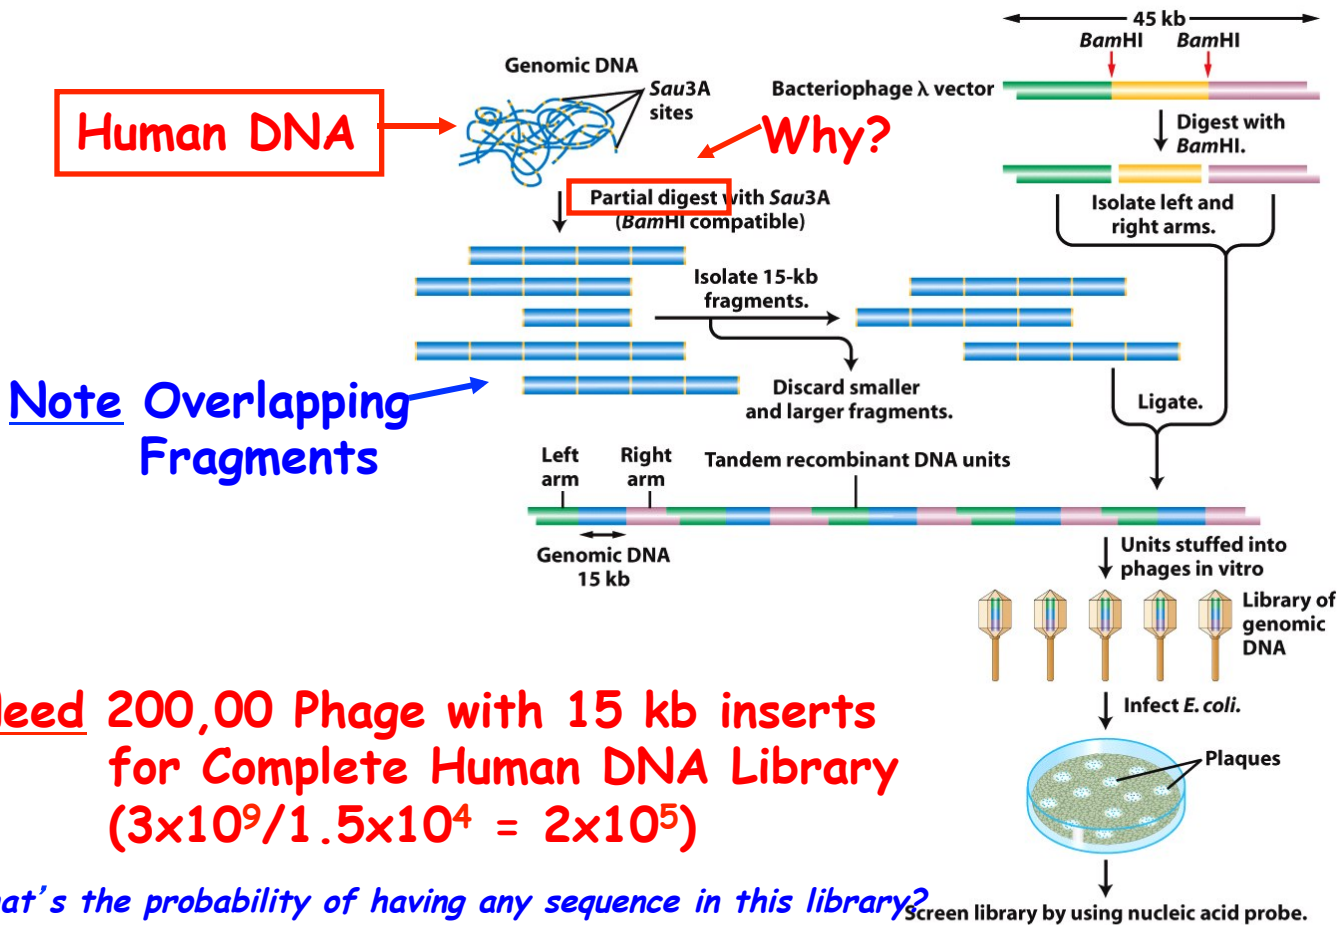 45 kb
BamHI BamHI
Genomic DNA
Sau3A
sites
Bacteriophage λ vector
Human DNA
Why?
Digest with
BamHI.
Partial digest with Sau3A
(BamHI compatible)
Isolate left and
right arms.
Isolate 15-kb
fragments.
Discard smaller
and larger fragments.
Note Overlapping
Fragments
Ligate.
Left
arm
Right
arm
Tandem recombinant DNA units
Genomic DNA
15 kb
Units stuffed into
phages in vitro
Library of
genomic
DNA
Infect E. coli.
Plaques
eed 200,00 Phage with 15 kb inserts
for Complete Human DNA Library
(3x10⁹/1.5x10⁴ = 2x10⁵)
at's the probability of having any sequence in this library?
Screen library by using nucleic acid probe.